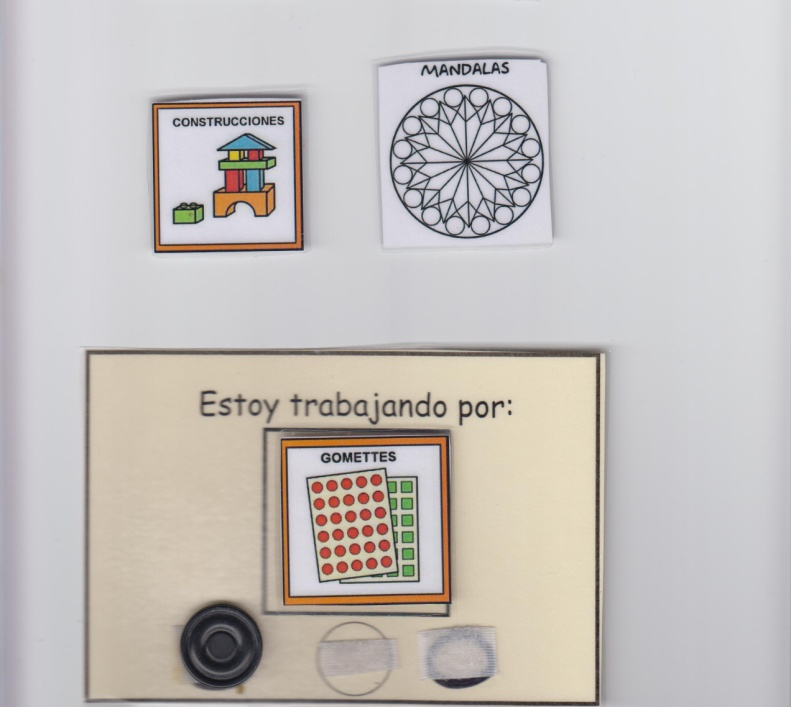 CONSTRUCCIONES
MANDALAS
Estoy trabajando por:
GOMETTES